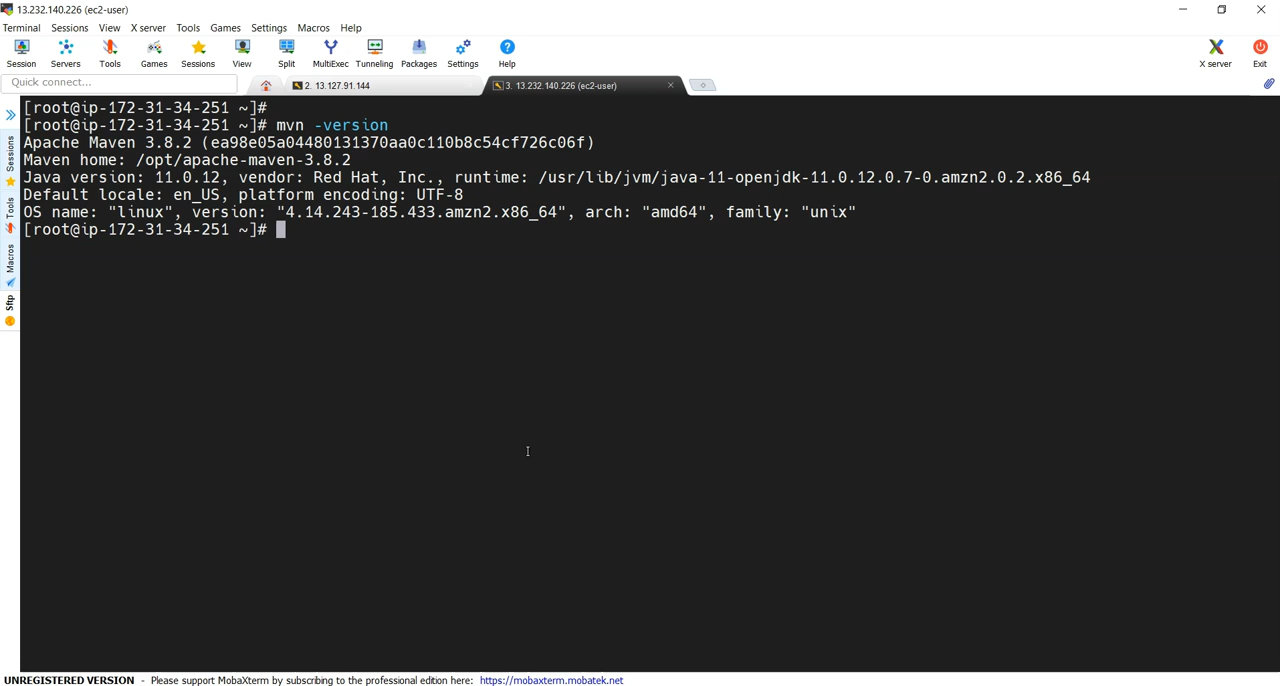 13.232.140.226 (ec2-user)
Terminal Sessions View X server Tools Games Settings Macros Help
Session Servers Tools Games Sessions View Split MultiExec Tunneling Packages Settings Help X server Exit
Quick connect... 2. 13.127.91.144 3. 13.232.140.226 (ec2-user)
Sessions
Tools
Macros
Sftp
[root@ip-172-31-34-251 ~]#
[root@ip-172-31-34-251 ~]# mvn -version
Apache Maven 3.8.2 (ea98e05a04480131370aa0c110b8c54cf726c06f)
Maven home: /opt/apache-maven-3.8.2
Java version: 11.0.12, vendor: Red Hat, Inc., runtime: /usr/lib/jvm/java-11-openjdk-11.0.12.0.7-0.amzn2.0.2.x86_64
Default locale: en_US, platform encoding: UTF-8
OS name: "linux", version: "4.14.243-185.433.amzn2.x86_64", arch: "amd64", family: "unix"
[root@ip-172-31-34-251 ~]#
UNREGISTERED VERSION - Please support MobaXterm by subscribing to the professional edition here: https://mobaxterm.mobatek.net